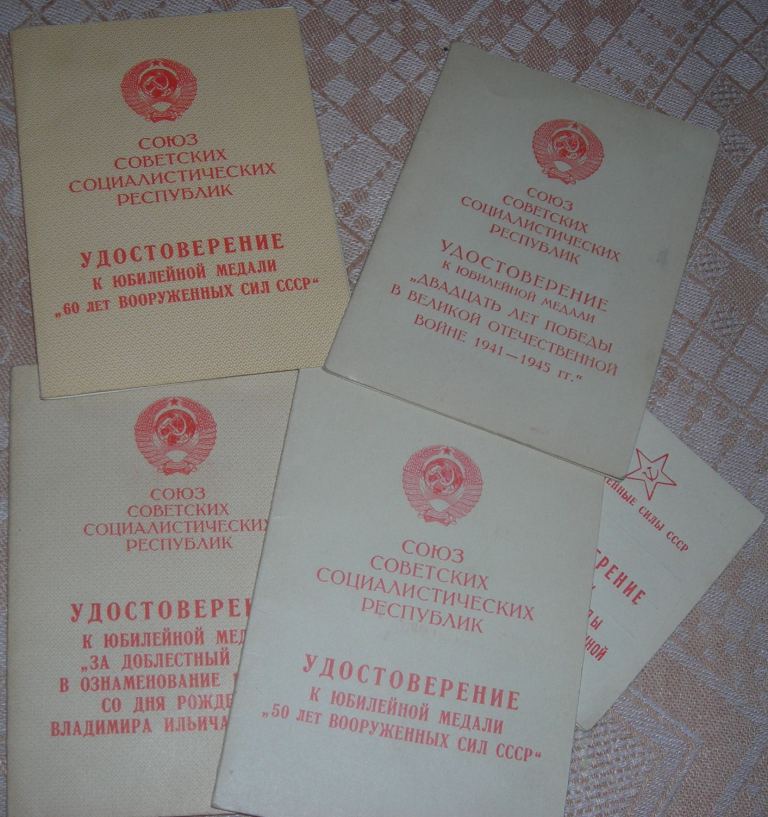 СОЮЗ
СОВЕТСКИХ
СОЦИАЛИСТИЧЕСКИХ
РЕСПУБЛИК
УДОСТОВЕРЕНИЕ
К ЮБИЛЕЙНОЙ МЕДАЛИ
„60 ЛЕТ ВООРУЖЕННЫХ СИЛ СССР“
СОЮЗ
СОВЕТСКИХ
СОЦИАЛИСТИЧЕСКИХ
РЕСПУБЛИК
УДОСТОВЕРЕНИЕ
К ЮБИЛЕЙНОЙ МЕДАЛИ
„ДВАДЦАТЬ ЛЕТ ПОБЕДЫ
В ВЕЛИКОЙ ОТЕЧЕСТВЕННОЙ
ВОЙНЕ 1941—1945 гг.“
СОЮЗ
СОВЕТСКИХ
СОЦИАЛИСТИЧЕСКИХ
РЕСПУБЛИК
УДОСТОВЕРЕН
К ЮБИЛЕЙНОЙ МЕД
„ЗА ДОБЛЕСТНЫЙ
В ОЗНАМЕНОВАНИЕ
СО ДНЯ РОЖДЕ
ВЛАДИМИРА ИЛЬИЧА
СОЮЗ
СОВЕТСКИХ
СОЦИАЛИСТИЧЕСКИХ
РЕСПУБЛИК
УДОСТОВЕРЕНИЕ
К ЮБИЛЕЙНОЙ МЕДАЛИ
„50 ЛЕТ ВООРУЖЕННЫХ СИЛ СССР“
ЕННЫЕ СИЛЫ СССР
ЕРЕНИЕ
ДЫ
ННОЙ